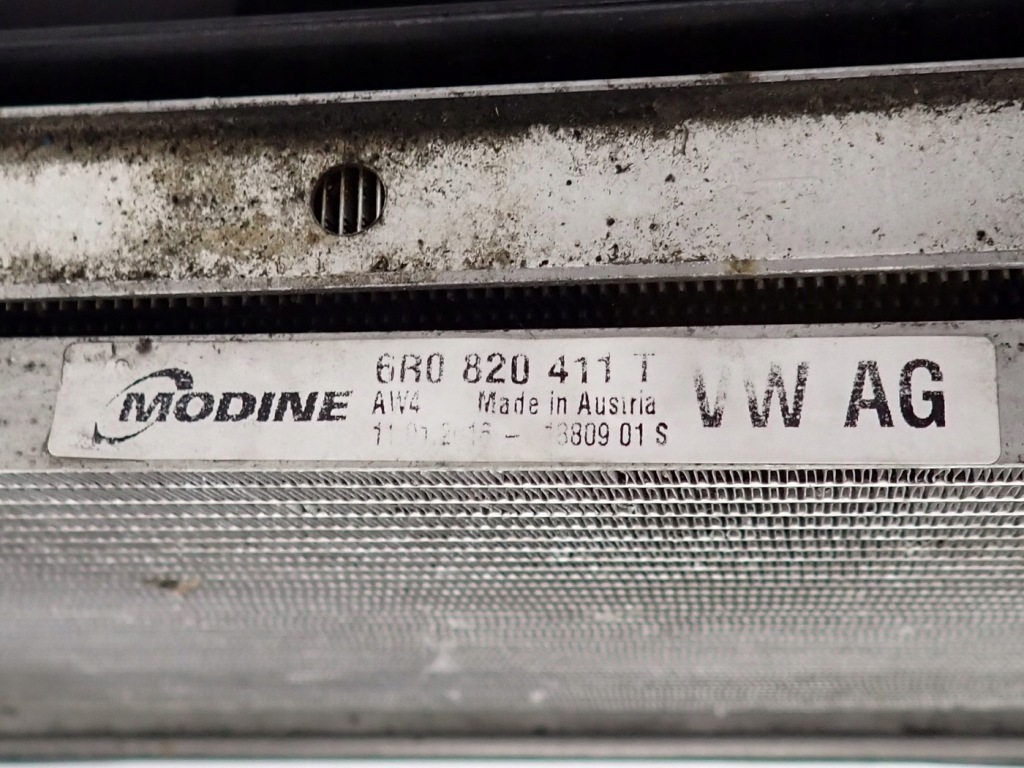 MODINE
6R0 820 411 T
AW4 Made in Austria
01 S
VW AG